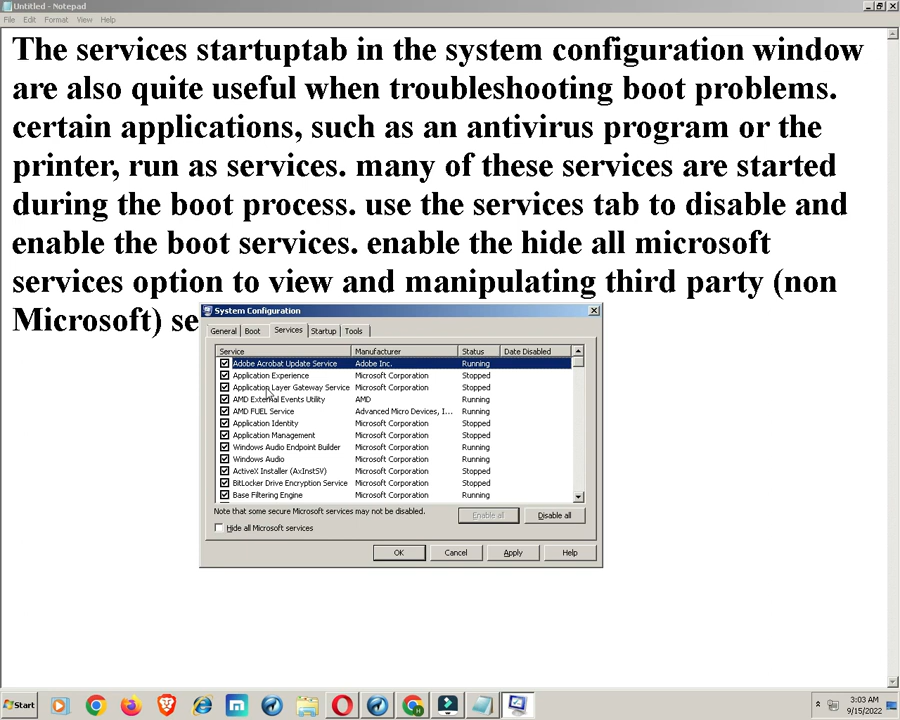 Untitled - Notepad
File Edit Format View Help
The services startuptab in the system configuration window
are also quite useful when troubleshooting boot problems.
certain applications, such as an antivirus program or the
printer, run as services. many of these services are started
during the boot process. use the services tab to disable and
enable the boot services. enable the hide all microsoft
services option to view and manipulating third party (non
Microsoft) se
System Configuration
General Boot Services Startup Tools
Service Manufacturer Status Date Disabled
Adobe Acrobat Update Service Adobe Inc. Running
Application Experience Microsoft Corporation Stopped
Application Layer Gateway Service Microsoft Corporation Stopped
AMD External Events Utility AMD Running
AMD FUEL Service Advanced Micro Devices, I... Running
Application Identity Microsoft Corporation Stopped
Application Management Microsoft Corporation Stopped
Windows Audio Endpoint Builder Microsoft Corporation Running
Windows Audio Microsoft Corporation Running
ActiveX Installer (AxInstSV) Microsoft Corporation Stopped
BitLocker Drive Encryption Service Microsoft Corporation Stopped
Base Filtering Engine Microsoft Corporation Running
Note that some secure Microsoft services may not be disabled.
Enable all Disable all
Hide all Microsoft services
OK Cancel Apply Help
Start
3:03 AM
9/15/2022